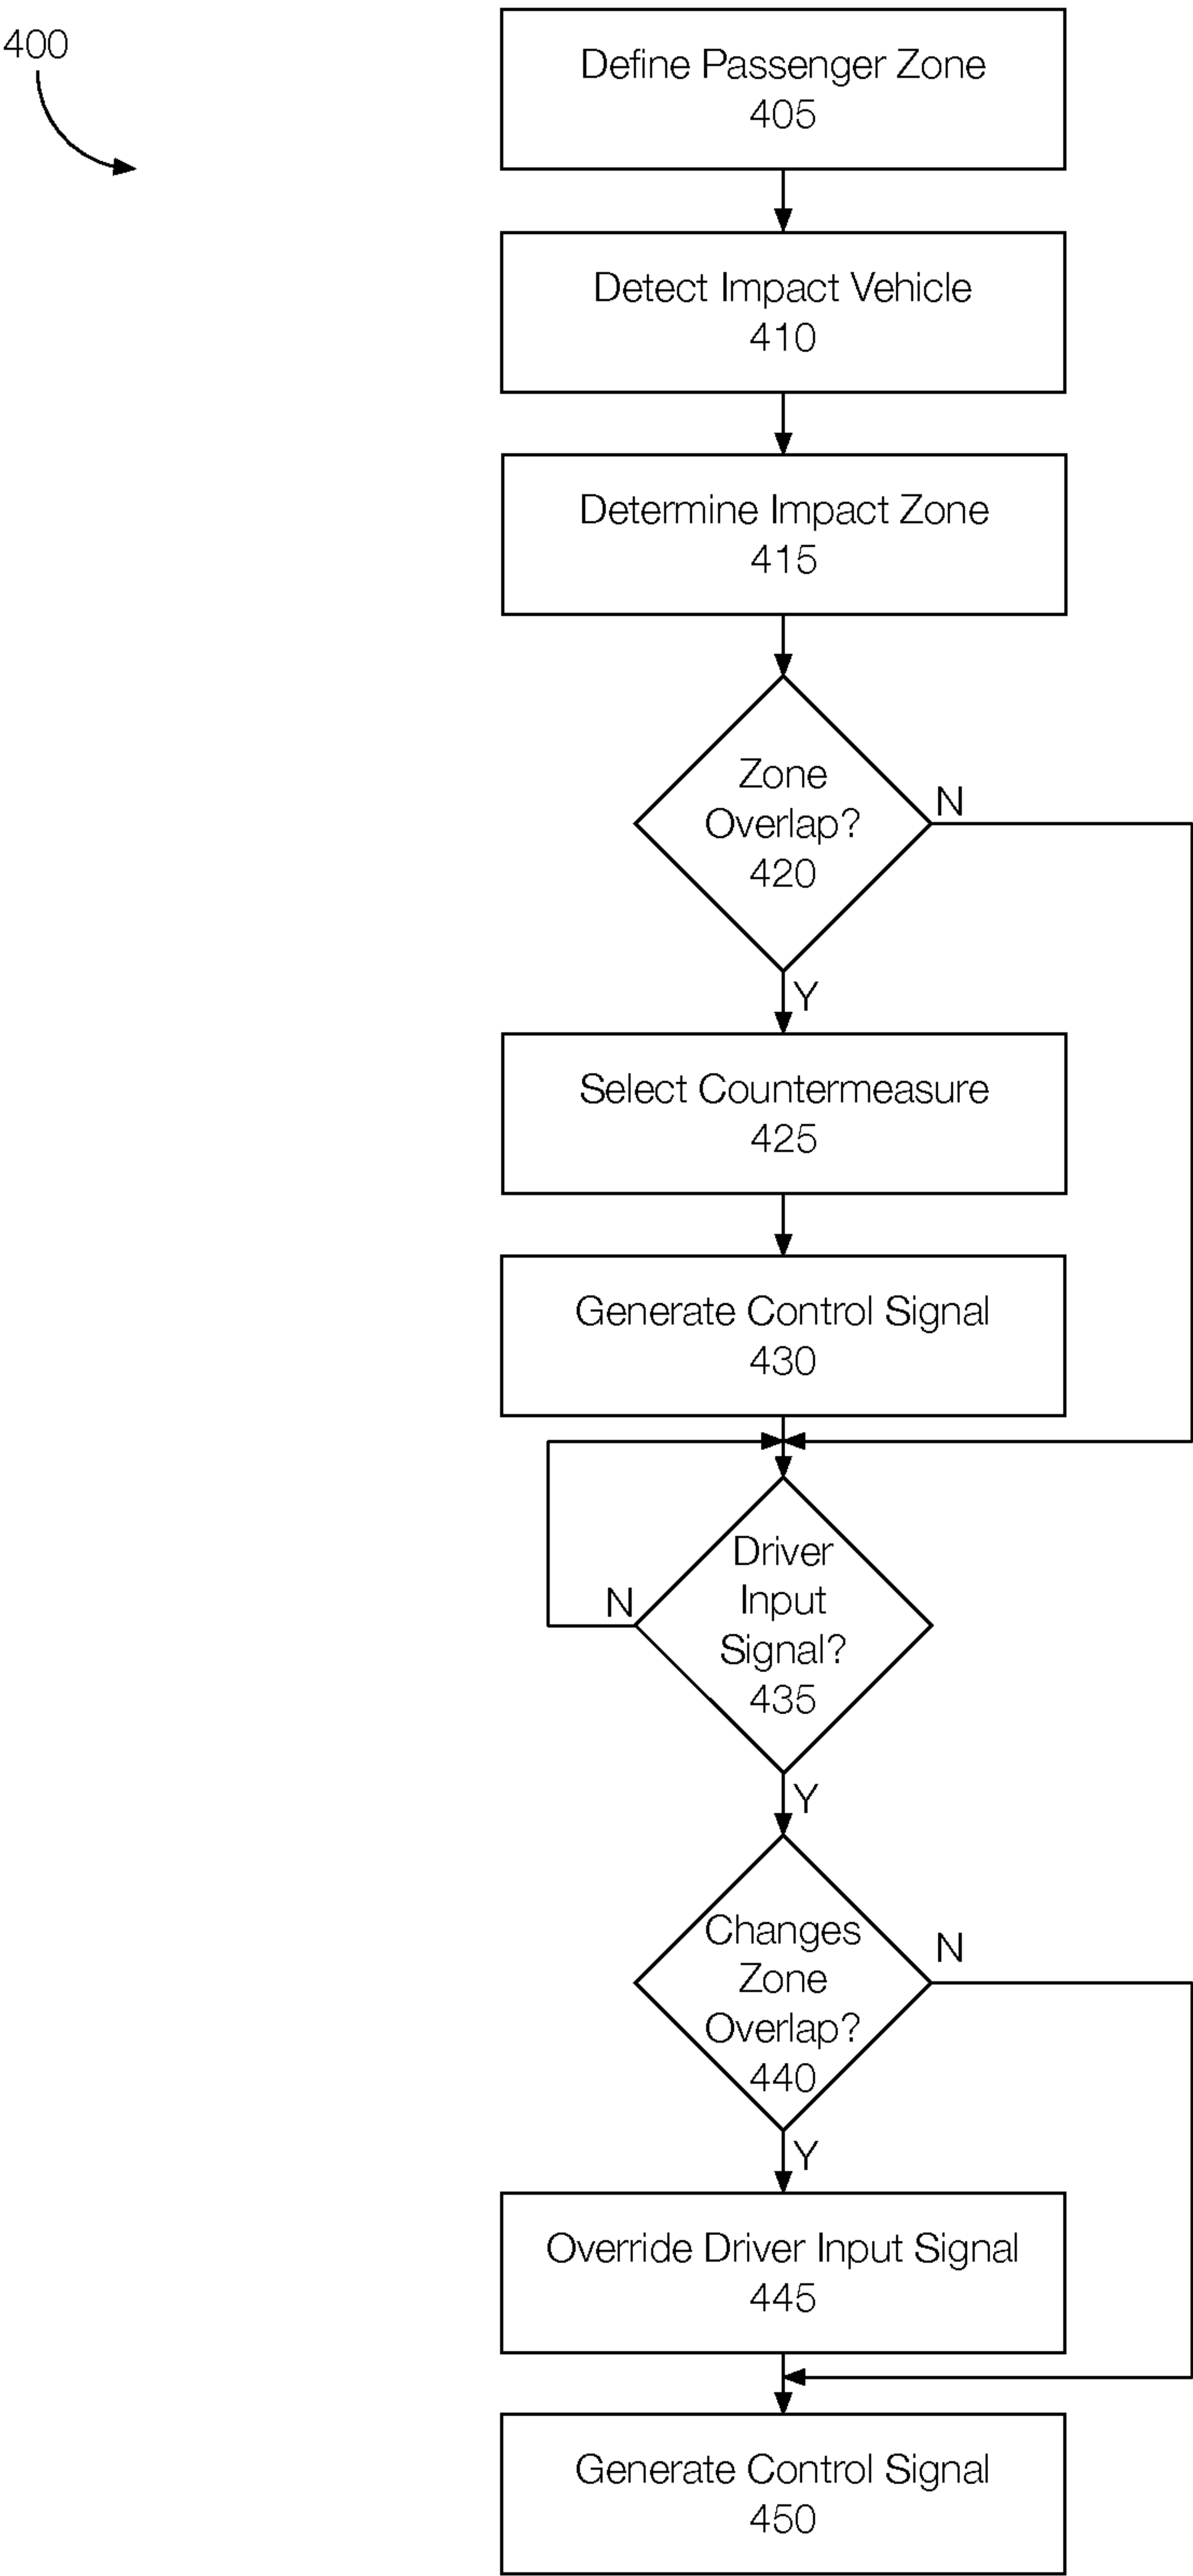 400
Define Passenger Zone
405
Detect Impact Vehicle
410
Determine Impact Zone
415
Zone
Overlap?
420
N
Y
Select Countermeasure
425
Generate Control Signal
430
Driver
Input
Signal?
435
N
Y
Changes
Zone
Overlap?
440
N
Y
Override Driver Input Signal
445
Generate Control Signal
450